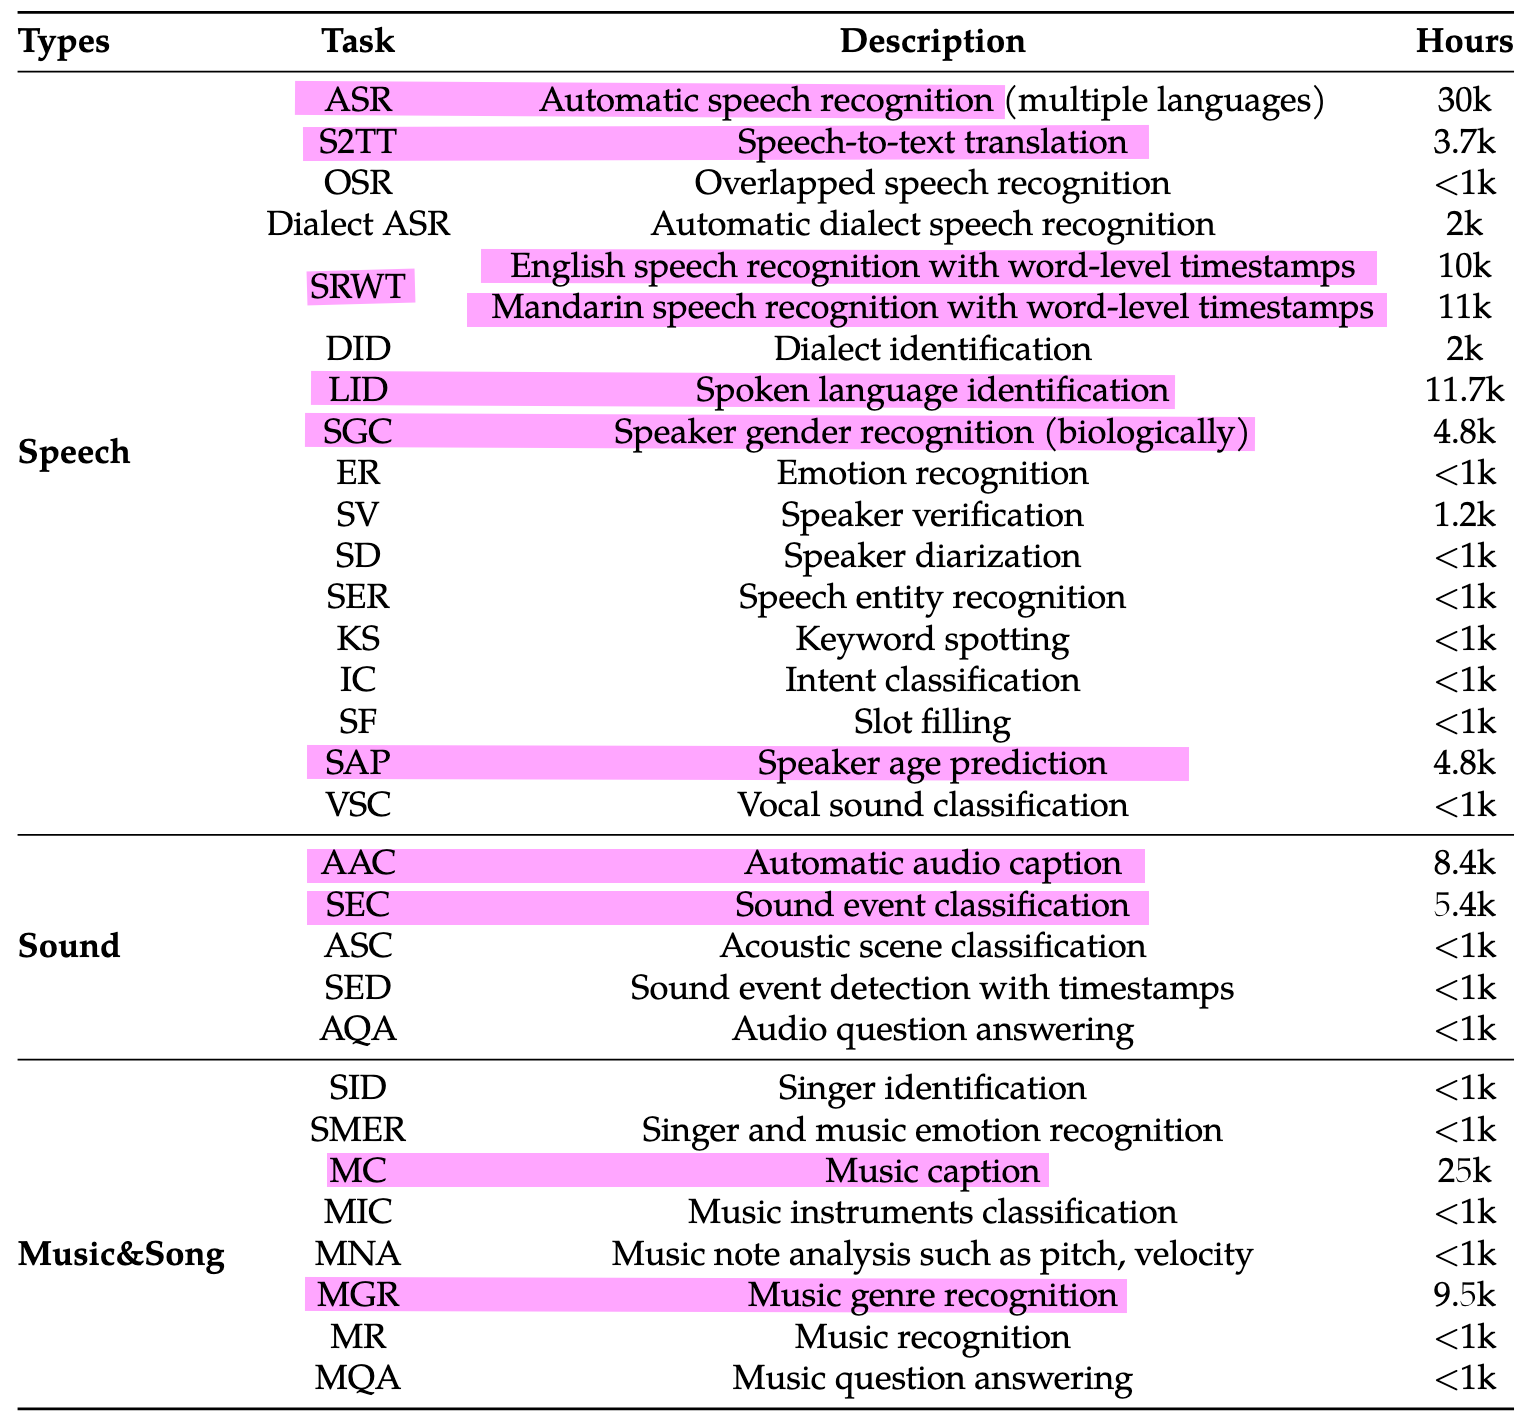 Types Task Description Hours
ASR Automatic speech recognition (multiple languages) 30k
S2TT Speech-to-text translation 3.7k
OSR Overlapped speech recognition <1k
Dialect ASR Automatic dialect speech recognition 2k
SRWT English speech recognition with word-level timestamps 10k
Mandarin speech recognition with word-level timestamps 11k
DID Dialect identification 2k
LID Spoken language identification 11.7k
Speech SGC Speaker gender recognition (biologically) 4.8k
ER Emotion recognition <1k
SV Speaker verification 1.2k
SD Speaker diarization <1k
SER Speech entity recognition <1k
KS Keyword spotting <1k
IC Intent classification <1k
SF Slot filling <1k
SAP Speaker age prediction 4.8k
VSC Vocal sound classification <1k
AAC Automatic audio caption 8.4k
SEC Sound event classification 5.4k
Sound ASC Acoustic scene classification <1k
SED Sound event detection with timestamps <1k
AQA Audio question answering <1k
SID Singer identification <1k
SMER Singer and music emotion recognition <1k
MC Music caption 25k
MIC Music instruments classification <1k
Music&Song MNA Music note analysis such as pitch, velocity <1k
MGR Music genre recognition 9.5k
MR Music recognition <1k
MQA Music question answering <1k